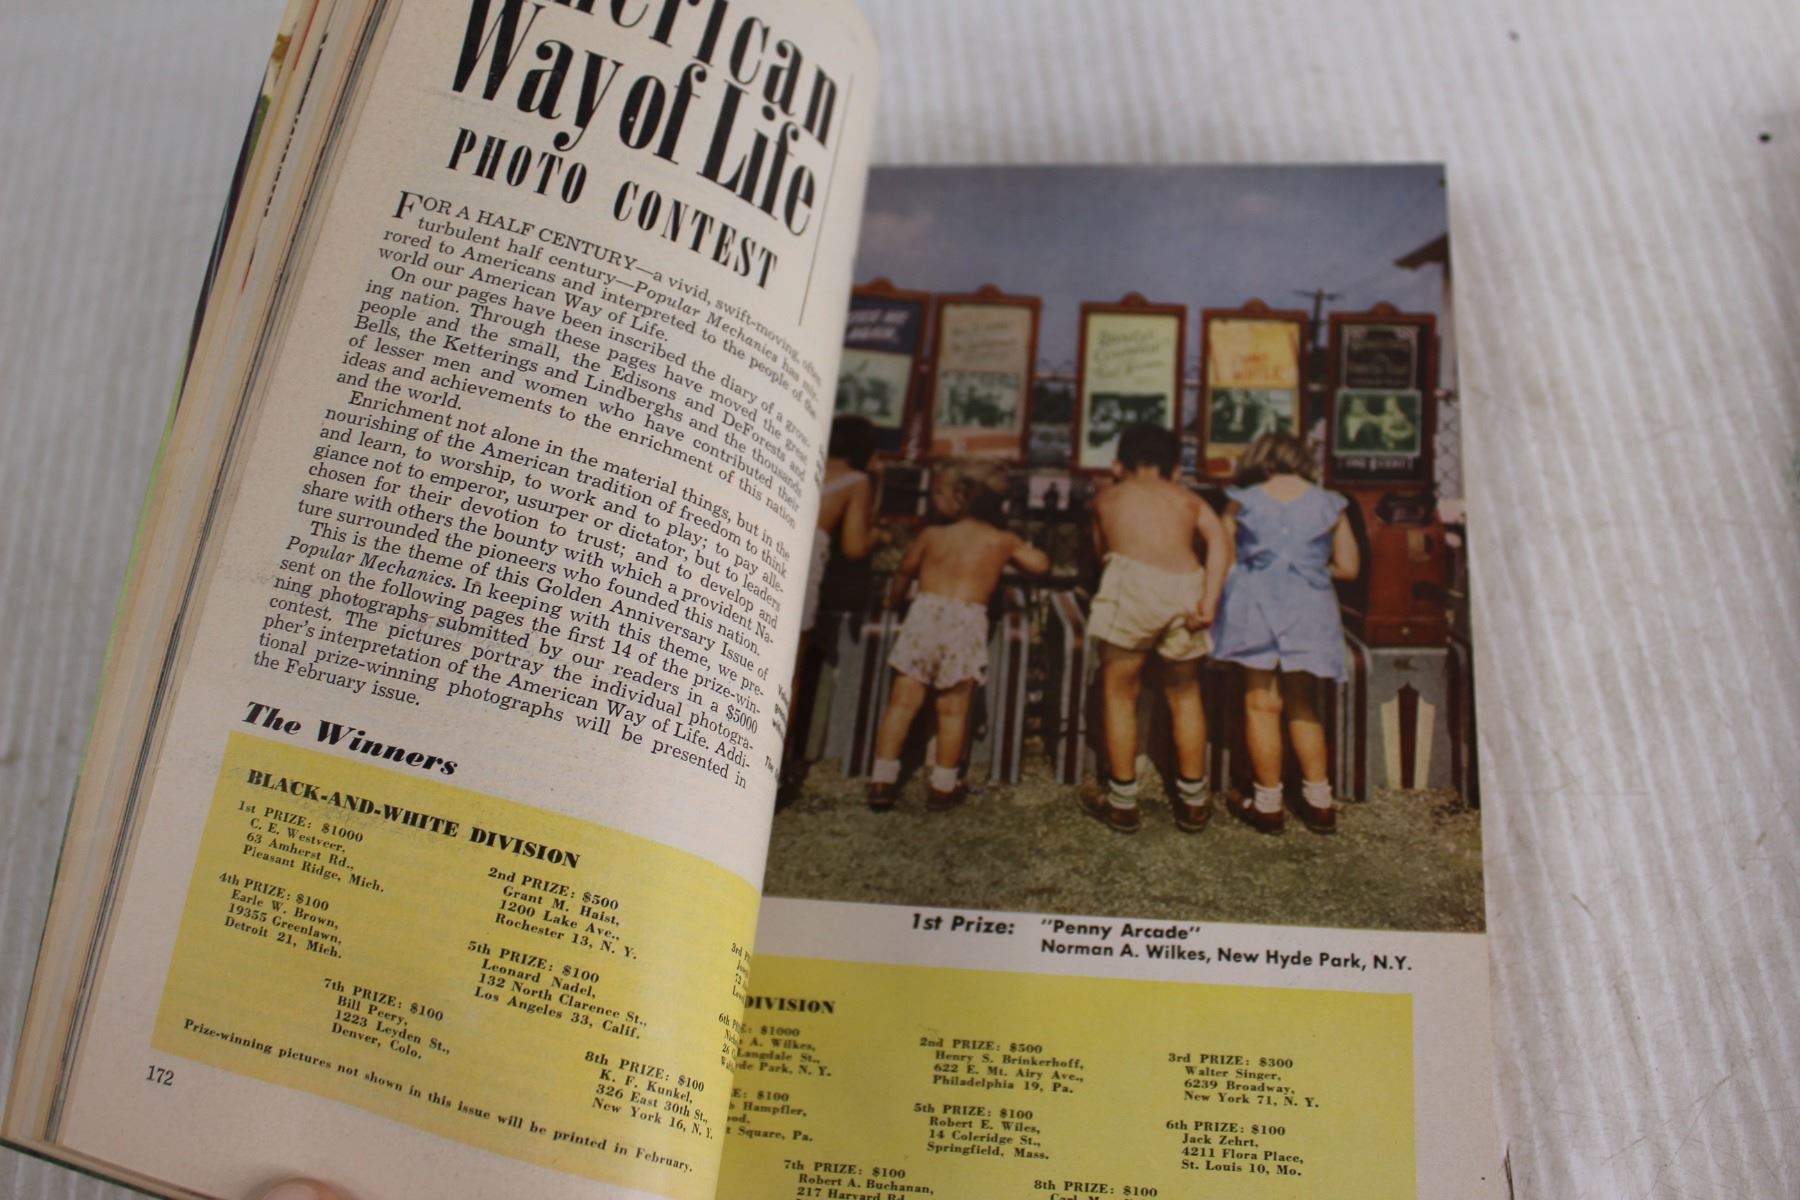 American
Way of Life
PHOTO CONTEST
FOR A HALF CENTURY—a vivid, swift-moving, often
turbulent half century—Popular Mechanics has mir-
rored to Americans and interpreted to the people of the
world our American Way of Life.
On our pages have been inscribed the diary of a grow-
ing nation. Through these pages have moved the great
people and the small, the Edisons and DeForests and
Bells, the Ketterings and Lindberghs and the thousands
of lesser men and women who have contributed their
ideas and achievements to the enrichment of this nation
and the world.
Enrichment not alone in the material things, but in the
nourishing of the American tradition of freedom to think
and learn, to worship, to work and to play; to pay alle-
giance not to emperor, usurper or dictator, but to leaders
chosen for their devotion to trust; and to develop and
share with others the bounty with which a provident Na-
ture surrounded the pioneers who founded this nation.
This is the theme of this Golden Anniversary Issue of
Popular Mechanics. In keeping with this theme, we pre-
sent on the following pages the first 14 of the prize-win-
ning photographs submitted by our readers in a $5000
contest. The pictures portray the individual photogra-
pher's interpretation of the American Way of Life. Addi-
tional prize-winning photographs will be presented in
the February issue.
The Winners
BLACK-AND-WHITE DIVISION
1st PRIZE: $1000
C. E. Westveer,
63 Amherst Rd.,
Pleasant Ridge, Mich.
2nd PRIZE: $500
Grant M. Haist,
1200 Lake Ave.,
Rochester 13, N. Y.
4th PRIZE: $100
Earle W. Brown,
19355 Greenlawn,
Detroit 21, Mich.
5th PRIZE: $100
Leonard Nadel,
132 North Clarence St.,
Los Angeles 33, Calif.
7th PRIZE: $100
Bill Peery,
1223 Leyden St.,
Denver, Colo.
8th PRIZE: $100
K. F. Kunkel,
326 East 30th St.,
New York 16, N. Y.
Prize-winning pictures not shown in this issue will be printed in February.
172
1st Prize: "Penny Arcade"
Norman A. Wilkes, New Hyde Park, N.Y.
DIVISION
$1000
A. Wilkes,
Langdale St.,
de Park, N. Y.
2nd PRIZE: $500
Henry S. Brinkerhoff,
622 E. Mt. Airy Ave.,
Philadelphia 19, Pa.
3rd PRIZE: $300
Walter Singer,
6239 Broadway,
New York 71, N. Y.
$100
Hampfler,
Square, Pa.
5th PRIZE: $100
Robert E. Wiles,
14 Coleridge St.,
Springfield, Mass.
6th PRIZE: $100
Jack Zehrt,
4211 Flora Place,
St. Louis 10, Mo.
7th PRIZE: $100
Robert A. Buchanan,
217 Harvard Rd.
8th PRIZE: $100